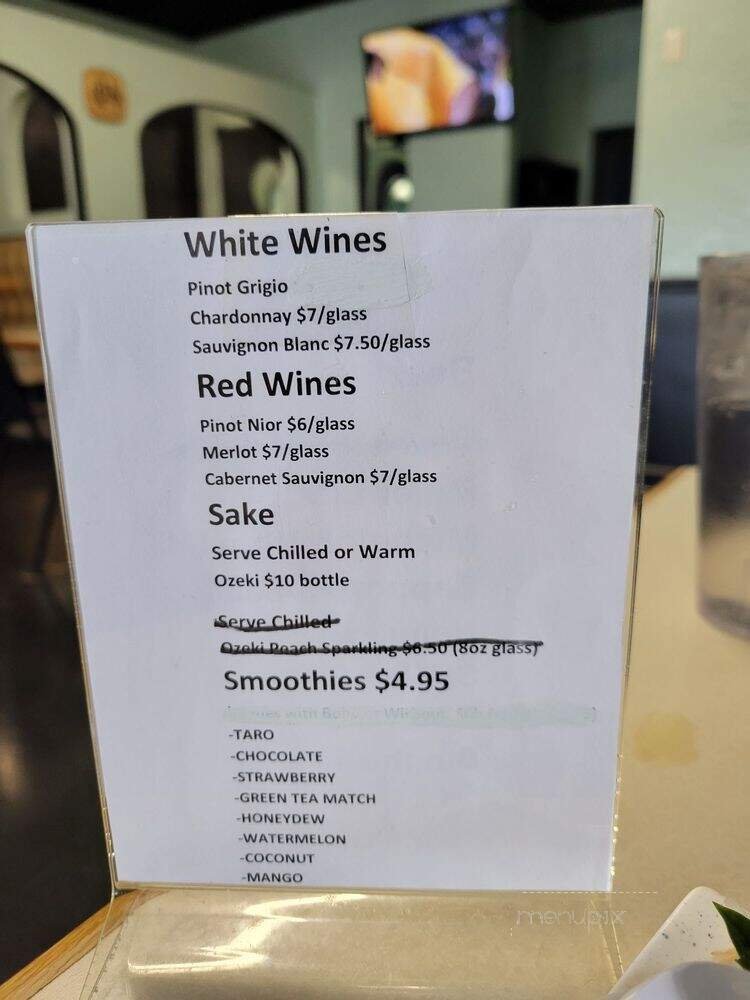 White Wines
Pinot Grigio
Chardonnay $7/glass
Sauvignon Blanc $7.50/glass
Red Wines
Pinot Nior $6/glass
Merlot $7/glass
Cabernet Sauvignon $7/glass
Sake
Serve Chilled or Warm
Ozeki $10 bottle
Serve Chilled
Ozeki Peach Sparkling $6.50 (8oz glass)
Smoothies $4.95
with
-TARO
-CHOCOLATE
-STRAWBERRY
-GREEN TEA MATCH
-HONEYDEW
-WATERMELON
-COCONUT
-MANGO
menupix